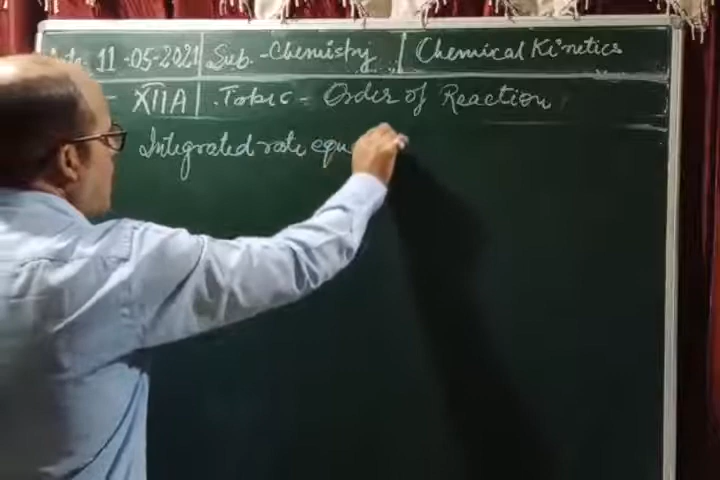 11-05-2021 Sub.-Chemistry Chemical Kinetics
XIIA Topic - Order of Reaction
Integrated rate equ